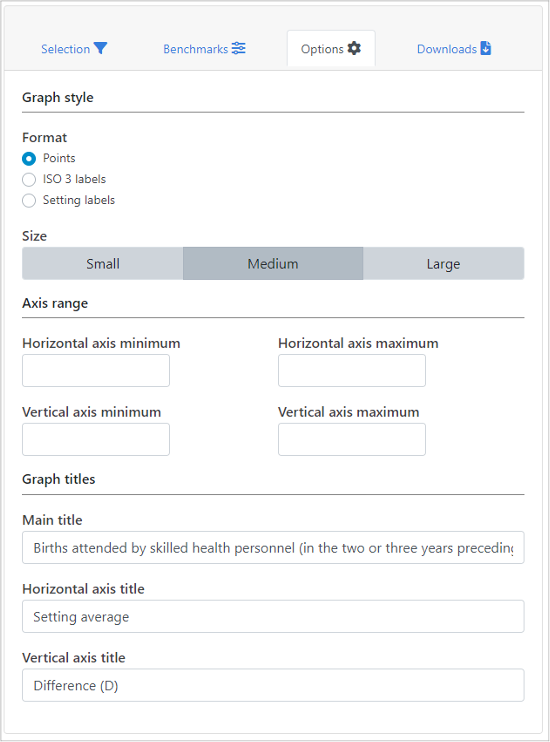 Selection Benchmarks Options Downloads
Graph style
Format
Points
ISO 3 labels
Setting labels
Size
Small Medium Large
Axis range
Horizontal axis minimum Horizontal axis maximum
Vertical axis minimum Vertical axis maximum
Graph titles
Main title
Births attended by skilled health personnel (in the two or three years preceding
Horizontal axis title
Setting average
Vertical axis title
Difference (D)